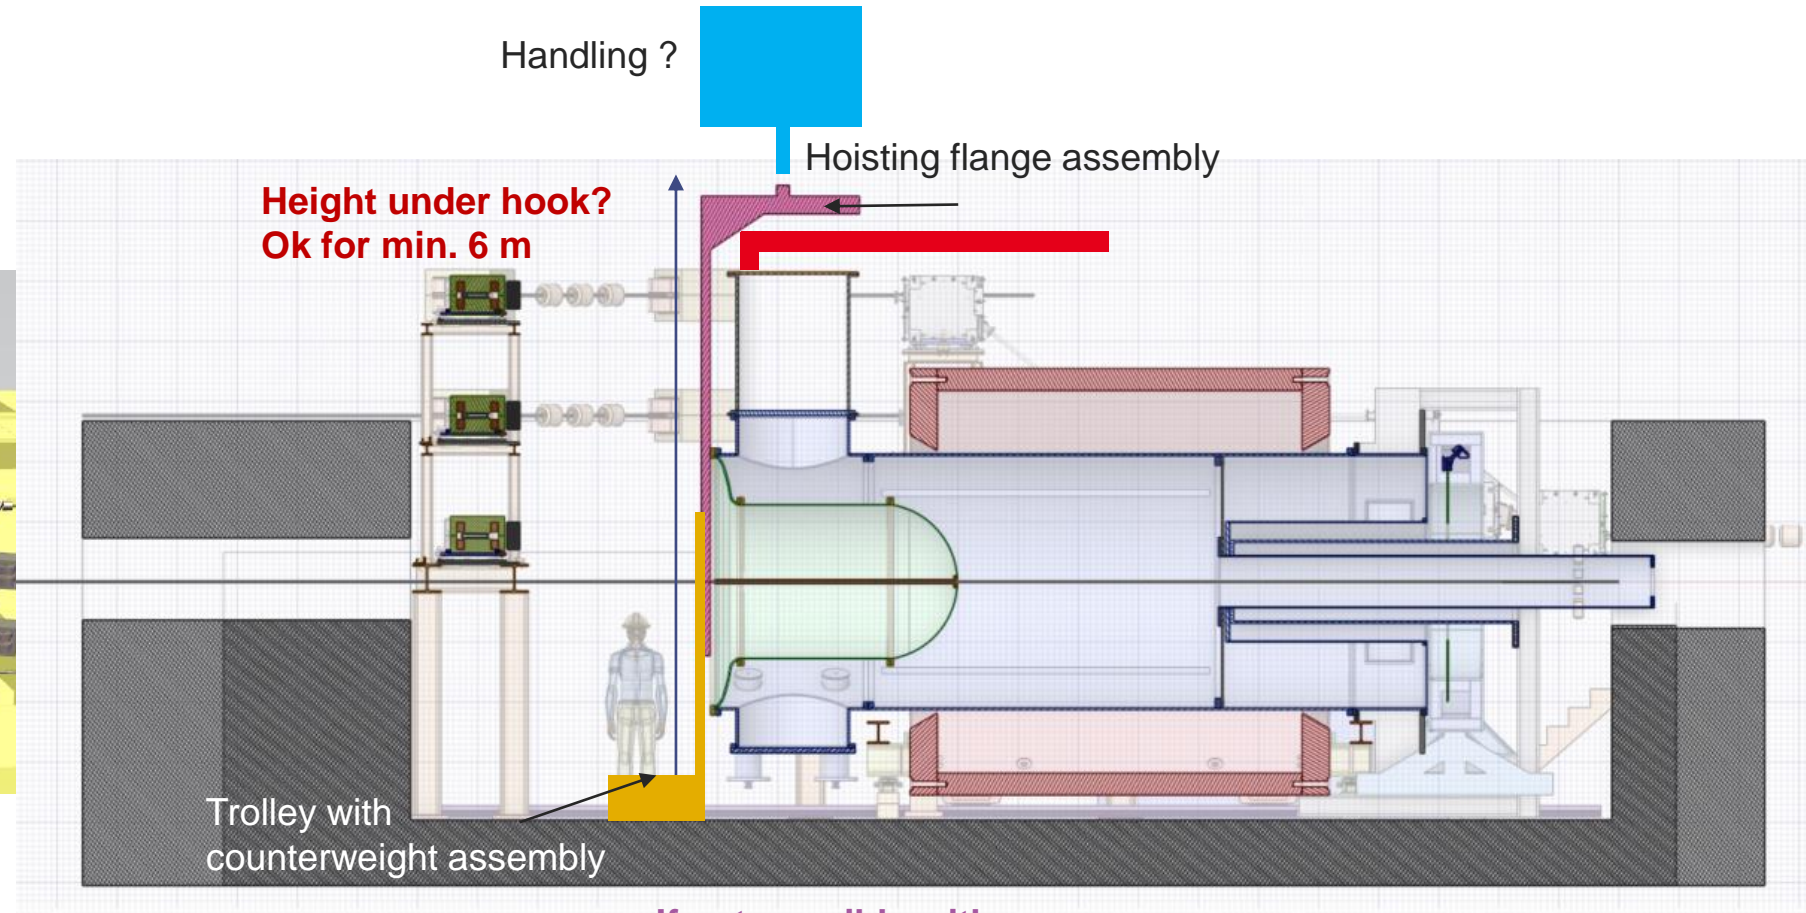 Handling ?
Hoisting flange assembly
Height under hook?
Ok for min. 6 m
Trolley with
counterweight assembly